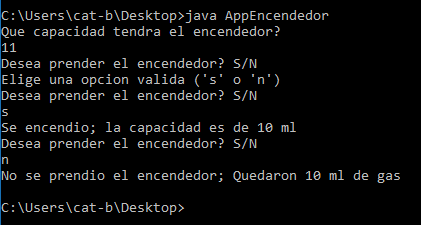 C:\Users\cat-b\Desktop>java AppEncendedor
Que capacidad tendra el encendedor?
11
Desea prender el encendedor? S/N
Elige una opcion valida ('s' o 'n')
Desea prender el encendedor? S/N
s
Se encendio; la capacidad es de 10 ml
Desea prender el encendedor? S/N
n
No se prendio el encendedor; Quedaron 10 ml de gas
C:\Users\cat-b\Desktop>